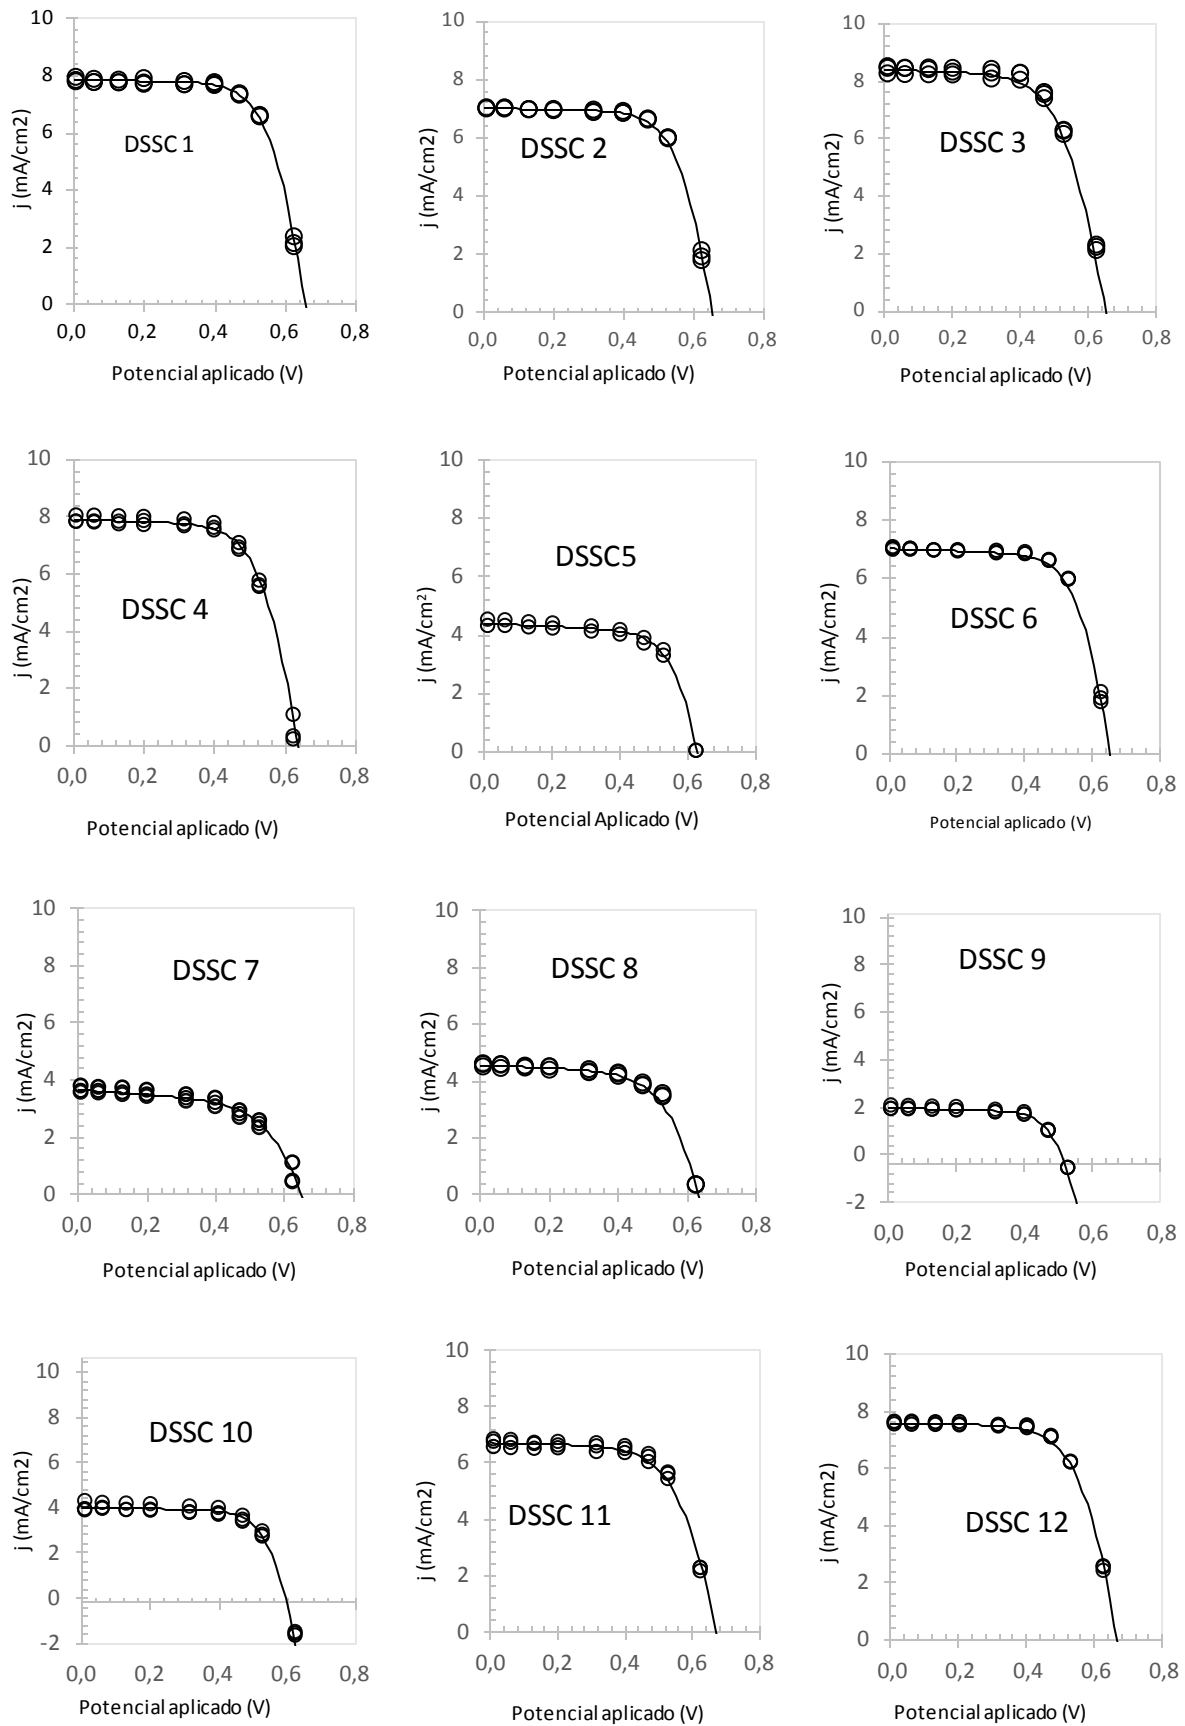 10
8
6
4
2
0
j (mA/cm2)
DSSC 1
0,0 0,2 0,4 0,6 0,8
Potencial aplicado (V)
10
8
6
4
2
0
j (mA/cm2)
DSSC 2
0,0 0,2 0,4 0,6 0,8
Potencial aplicado (V)
10
8
6
4
2
0
j (mA/cm2)
DSSC 3
0,0 0,2 0,4 0,6 0,8
Potencial aplicado (V)
10
8
6
4
2
0
j (mA/cm2)
DSSC 4
0,0 0,2 0,4 0,6 0,8
Potencial aplicado (V)
10
8
6
4
2
0
j (mA/cm²)
DSSC5
0,0 0,2 0,4 0,6 0,8
Potencial Aplicado (V)
10
8
6
4
2
0
j (mA/cm2)
DSSC 6
0,0 0,2 0,4 0,6 0,8
Potencial aplicado (V)
10
8
6
4
2
0
j (mA/cm2)
DSSC 7
0,0 0,2 0,4 0,6 0,8
Potencial aplicado (V)
10
8
6
4
2
0
j (mA/cm2)
DSSC 8
0,0 0,2 0,4 0,6 0,8
Potencial aplicado (V)
10
8
6
4
2
0
-2
j (mA/cm2)
DSSC 9
0,0 0,2 0,4 0,6 0,8
Potencial aplicado (V)
10
8
6
4
2
0
-2
j (mA/cm2)
DSSC 10
0,0 0,2 0,4 0,6 0,8
Potencial aplicado (V)
10
8
6
4
2
0
j (mA/cm2)
DSSC 11
0,0 0,2 0,4 0,6 0,8
Potencial aplicado (V)
10
8
6
4
2
0
j (mA/cm2)
DSSC 12
0,0 0,2 0,4 0,6 0,8
Potencial aplicado (V)